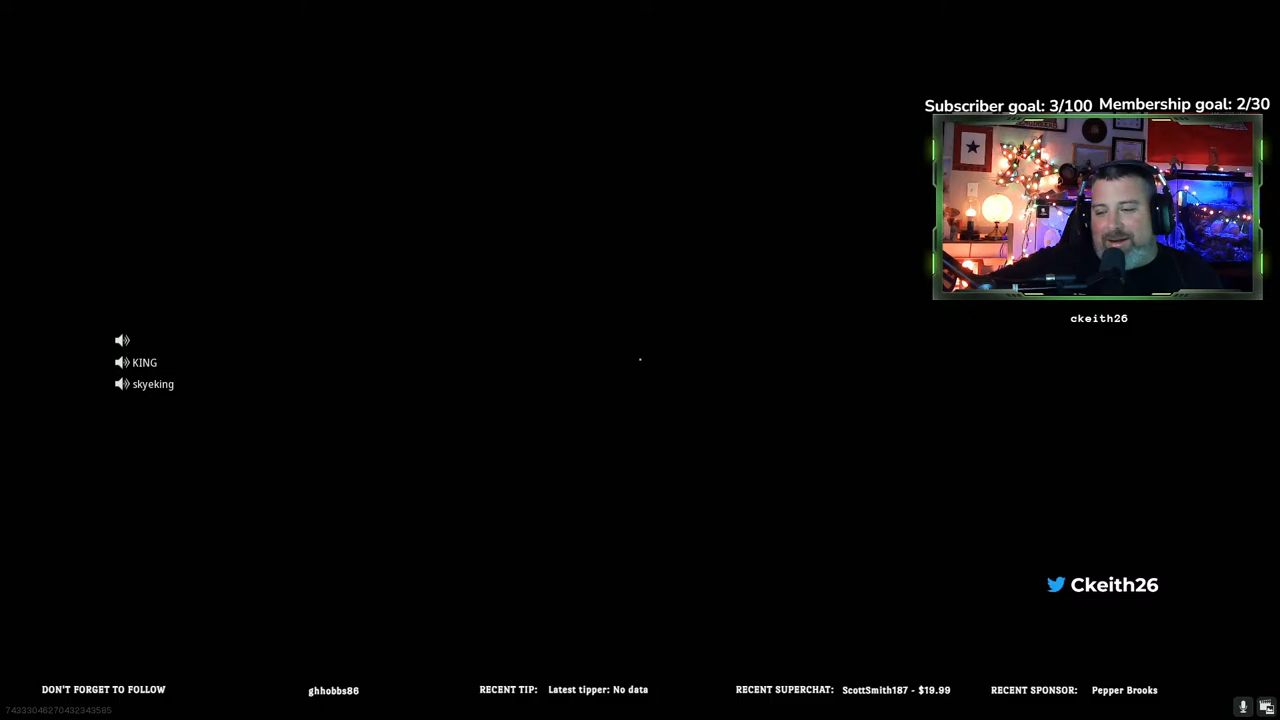 Subscriber goal: 3/100 Membership goal: 2/30
ckeith26
KING
skyeking
Ckeith26
DON'T FORGET TO FOLLOW
ghhobbs86
RECENT TIP: Latest tipper: No data
RECENT SUPERCHAT: ScottSmith187 - $19.99
RECENT SPONSOR: Pepper Brooks